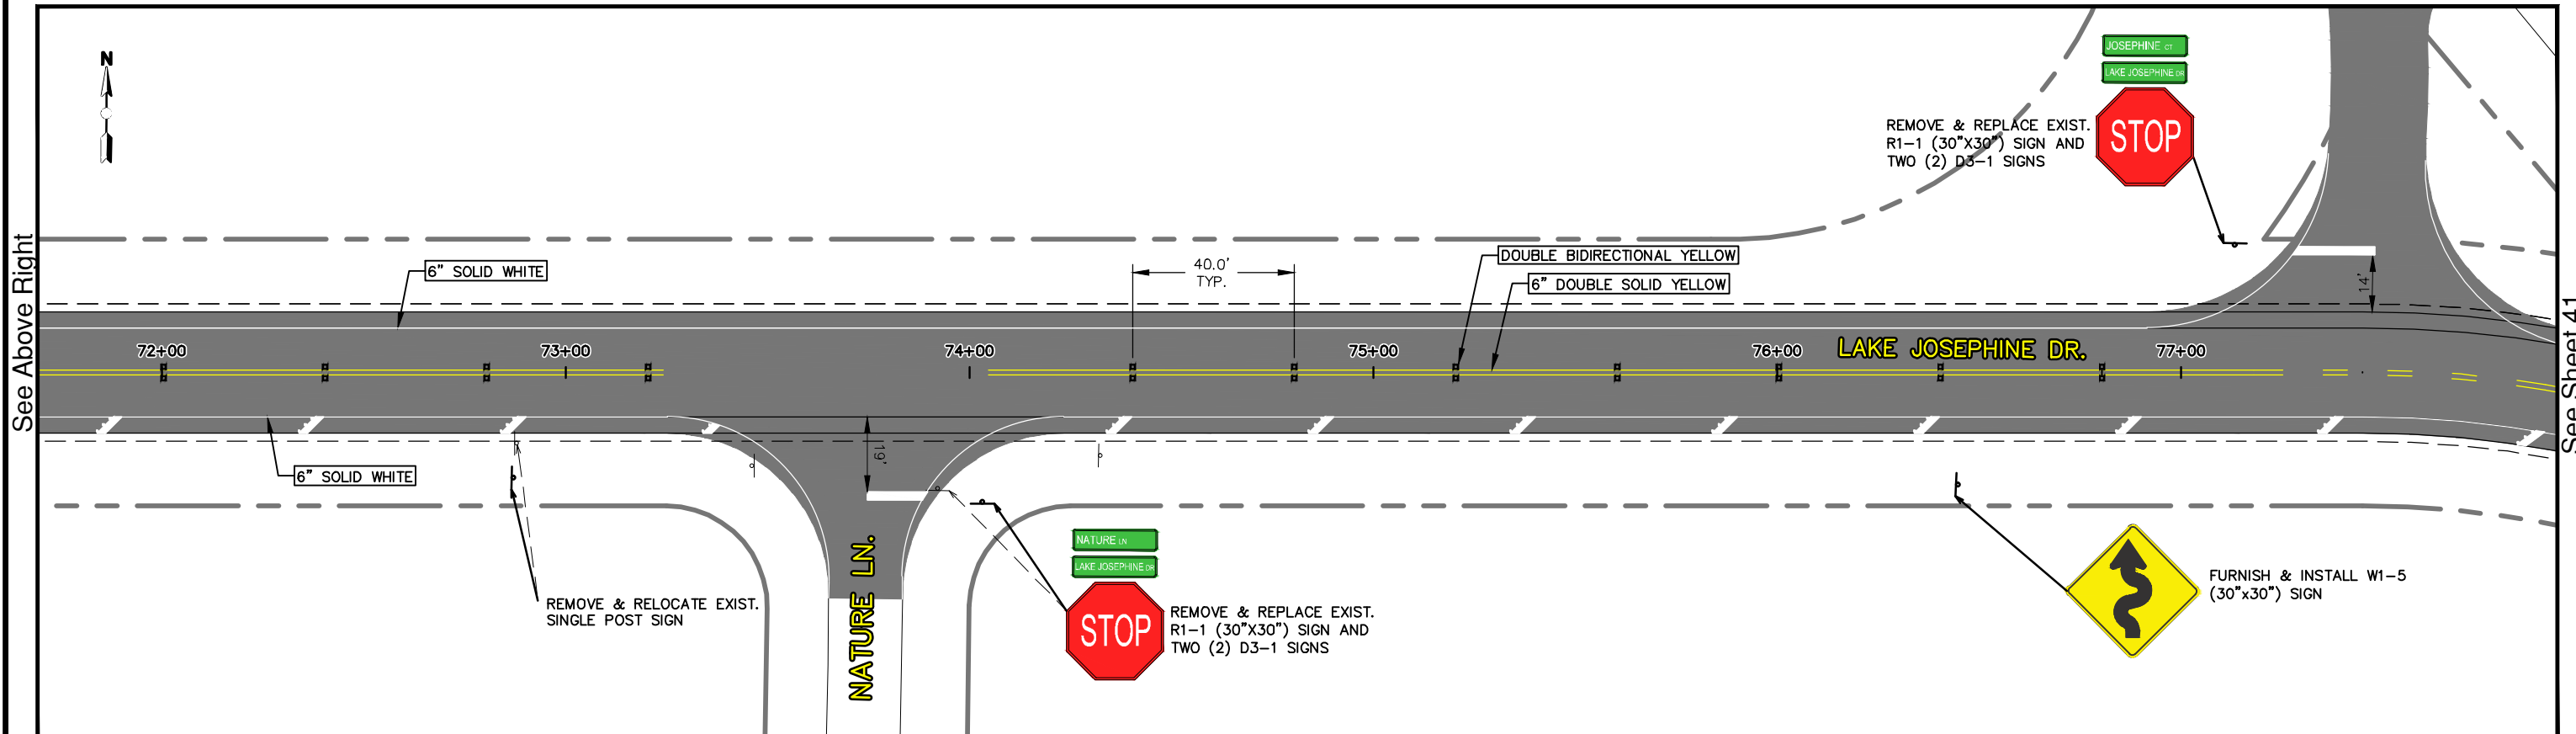 N
See Above Right
6" SOLID WHITE
72+00
73+00
74+00
75+00
76+00
77+00
40.0'
TYP.
DOUBLE BIDIRECTIONAL YELLOW
6" DOUBLE SOLID YELLOW
LAKE JOSEPHINE DR.
JOSEPHINE CT
LAKE JOSEPHINE DR
STOP
REMOVE & REPLACE EXIST.
R1-1 (30"X30") SIGN AND
TWO (2) D3-1 SIGNS
14'
See Sheet 41
6" SOLID WHITE
19'
REMOVE & RELOCATE EXIST.
SINGLE POST SIGN
NATURE LN.
NATURE LN
LAKE JOSEPHINE DR
STOP
REMOVE & REPLACE EXIST.
R1-1 (30"X30") SIGN AND
TWO (2) D3-1 SIGNS
FURNISH & INSTALL W1-5
(30"x30") SIGN